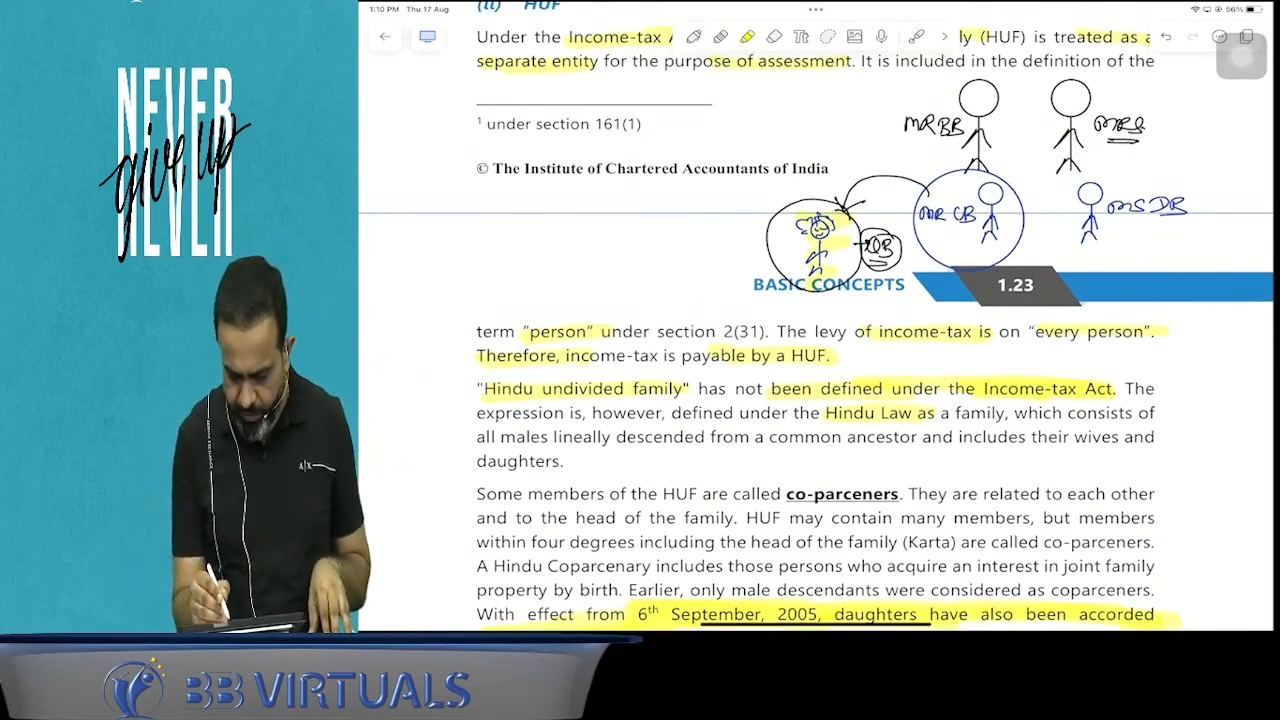 1:10 PM Thu 17 Aug
56%
(ii) HUF
Under the Income-tax A
ly (HUF) is treated as a
separate entity for the purpose of assessment. It is included in the definition of the
1 under section 161(1)
© The Institute of Chartered Accountants of India
MR BB
MRS
MR CB
MS DB
BASIC CONCEPTS
1.23
term “person” under section 2(31). The levy of income-tax is on “every person”.
Therefore, income-tax is payable by a HUF.
"Hindu undivided family" has not been defined under the Income-tax Act. The
expression is, however, defined under the Hindu Law as a family, which consists of
all males lineally descended from a common ancestor and includes their wives and
daughters.
Some members of the HUF are called co-parceners. They are related to each other
and to the head of the family. HUF may contain many members, but members
within four degrees including the head of the family (Karta) are called co-parceners.
A Hindu Coparcenary includes those persons who acquire an interest in joint family
property by birth. Earlier, only male descendants were considered as coparceners.
With effect from 6th September, 2005, daughters have also been accorded
NEVER
give up
NEVER
A|X
BB VIRTUALS